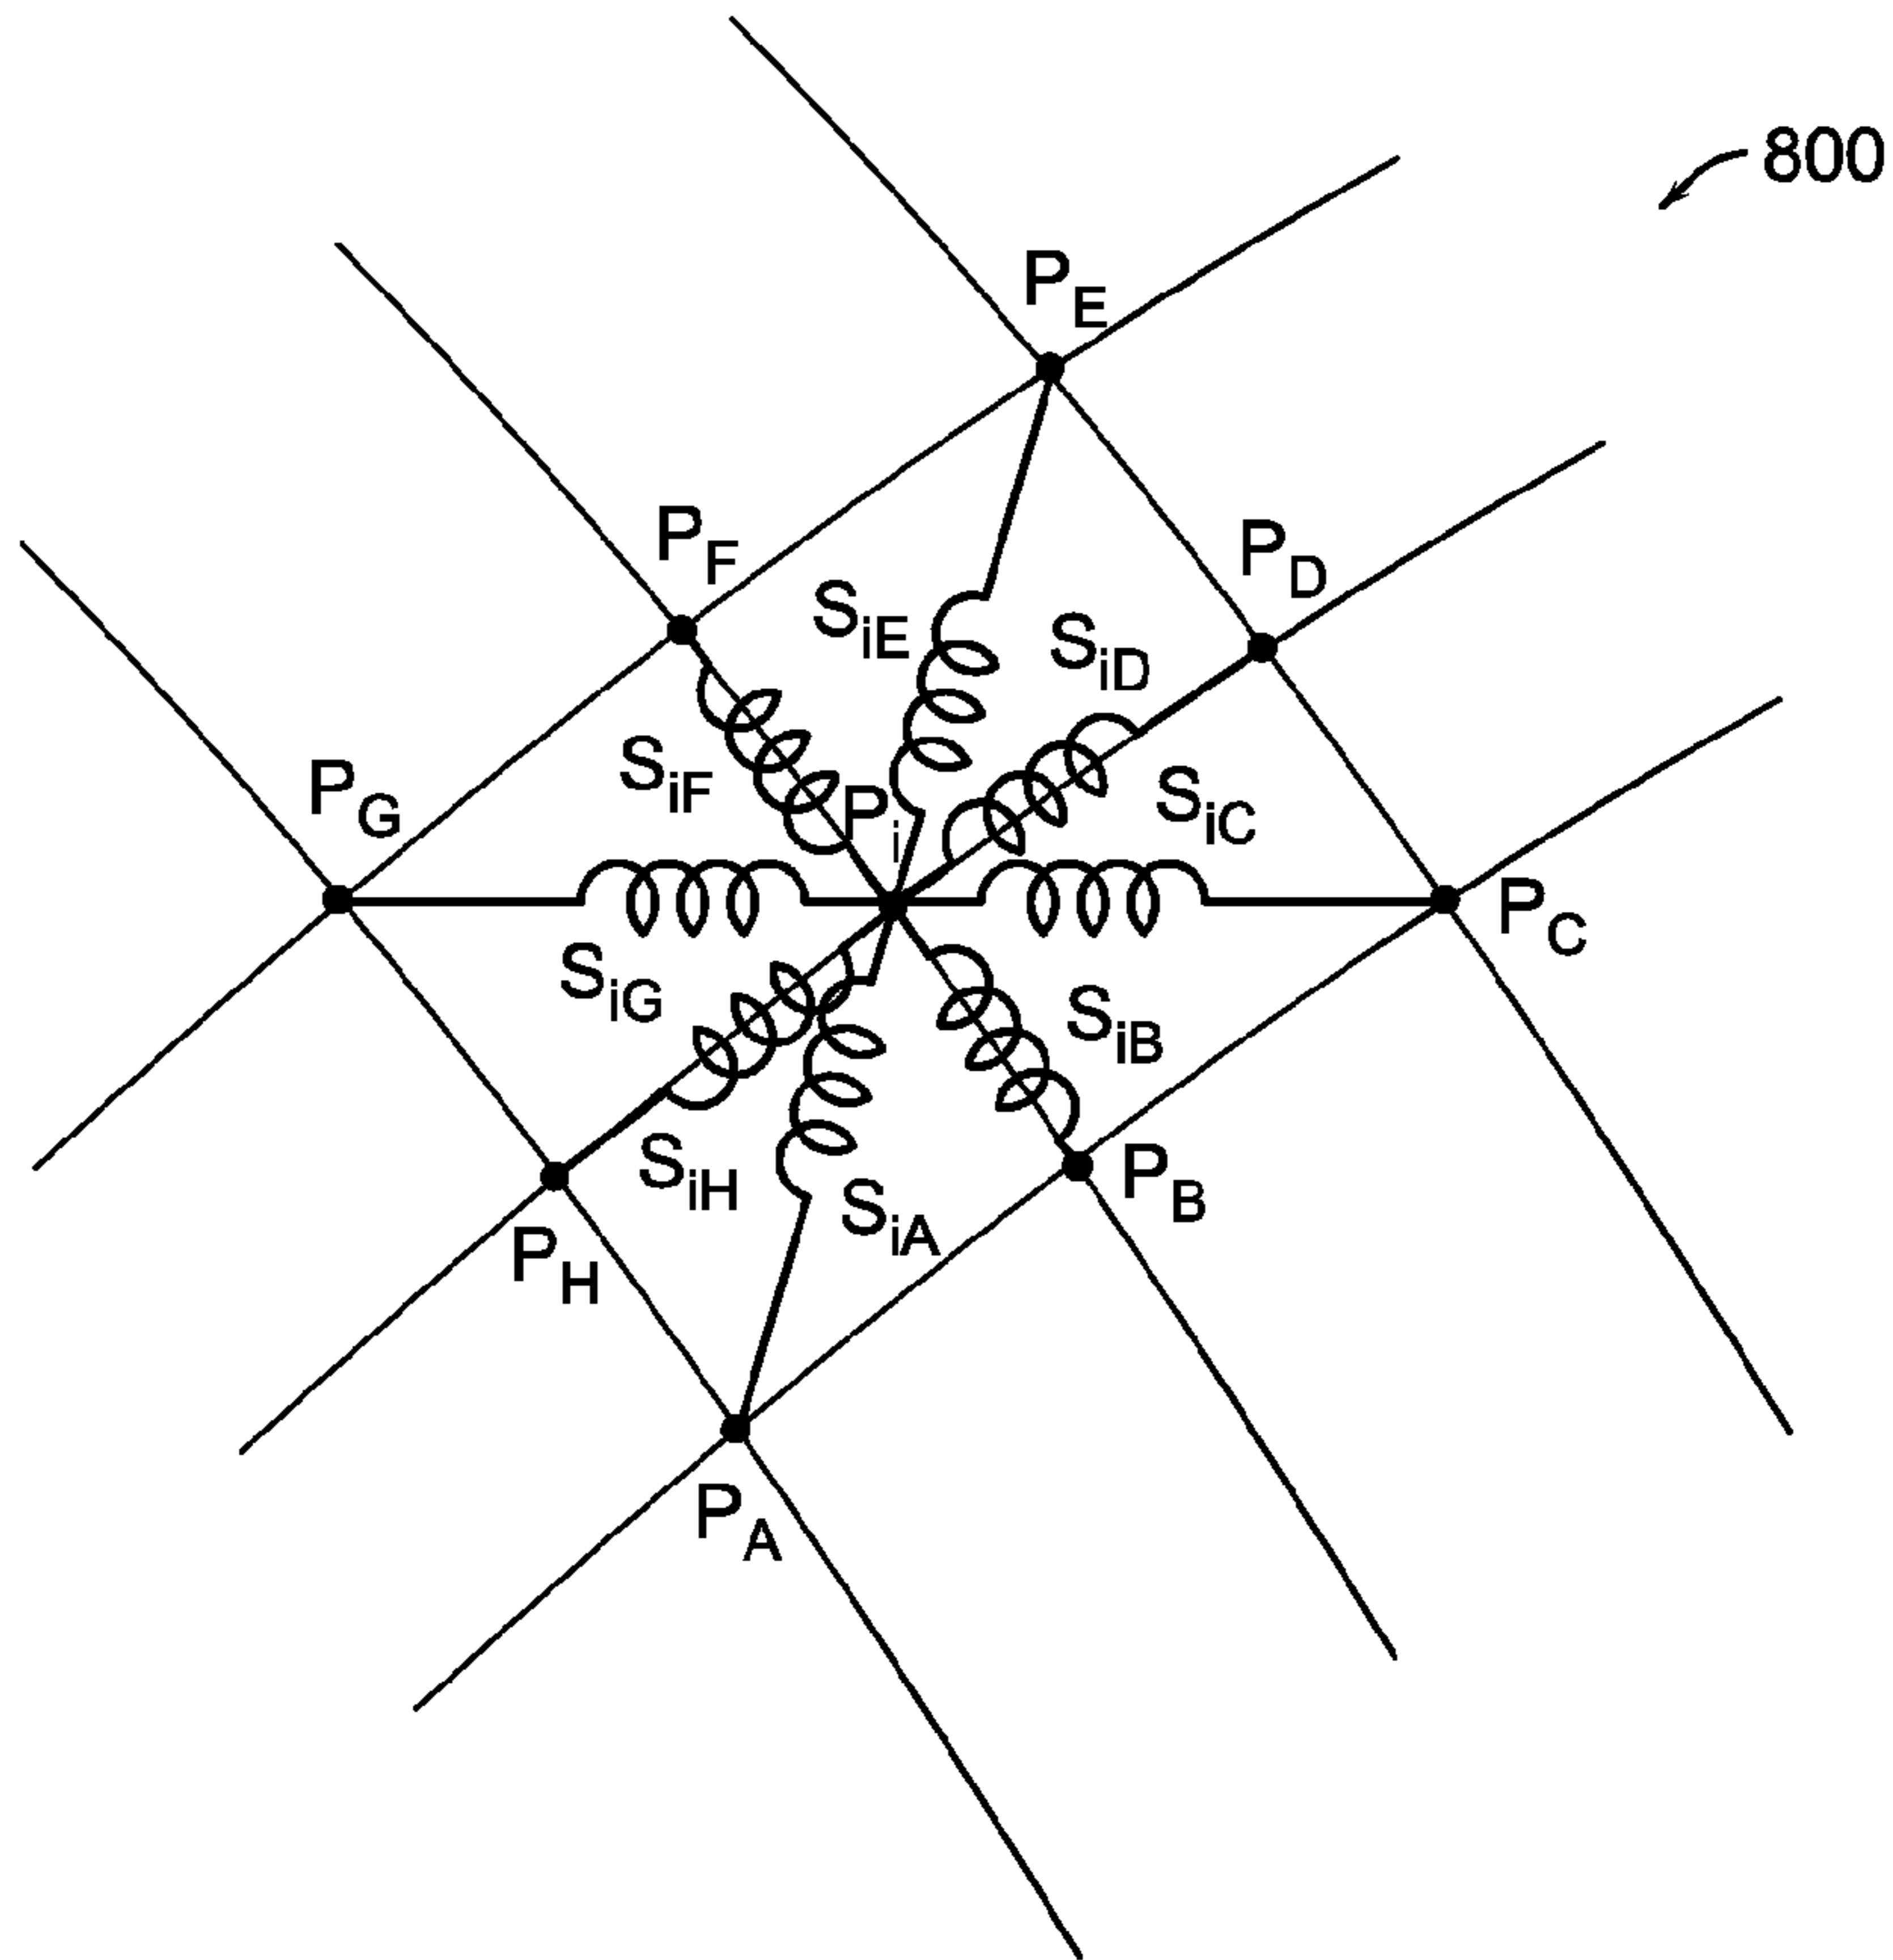 800
P_E
P_D
P_F
S_iE
S_iD
S_iF
S_iC
P_G
P_i
P_C
S_iG
S_iB
S_iH
S_iA
P_B
P_H
P_A